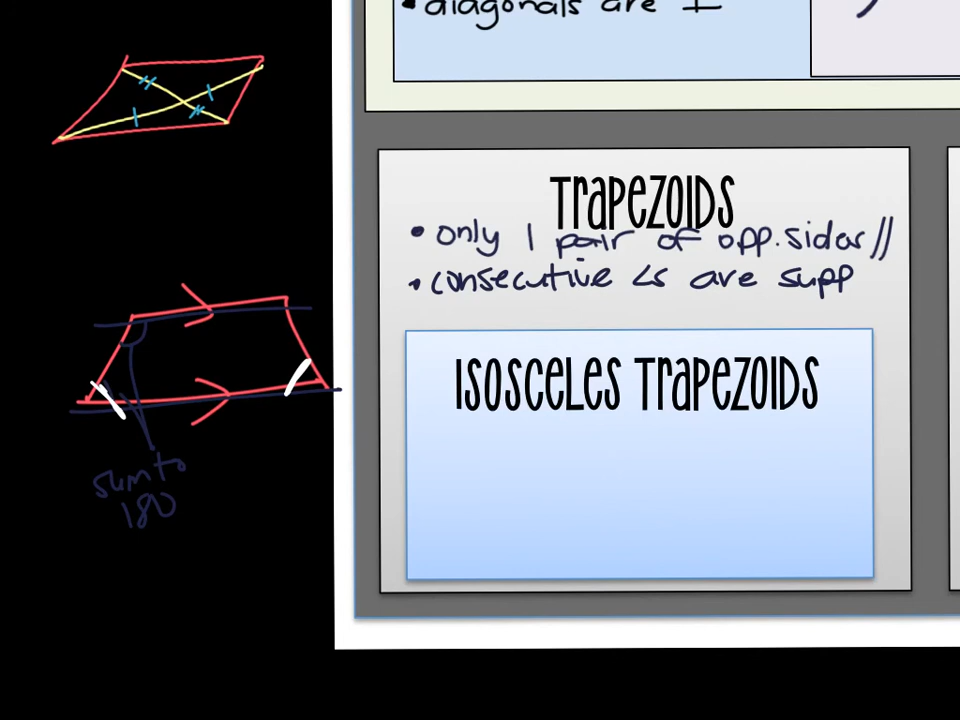 • diagonals are ⊥
Trapezoids
• only 1 pair of opp. sides //
• consecutive <s are supp
Isosceles Trapezoids
sum to
180